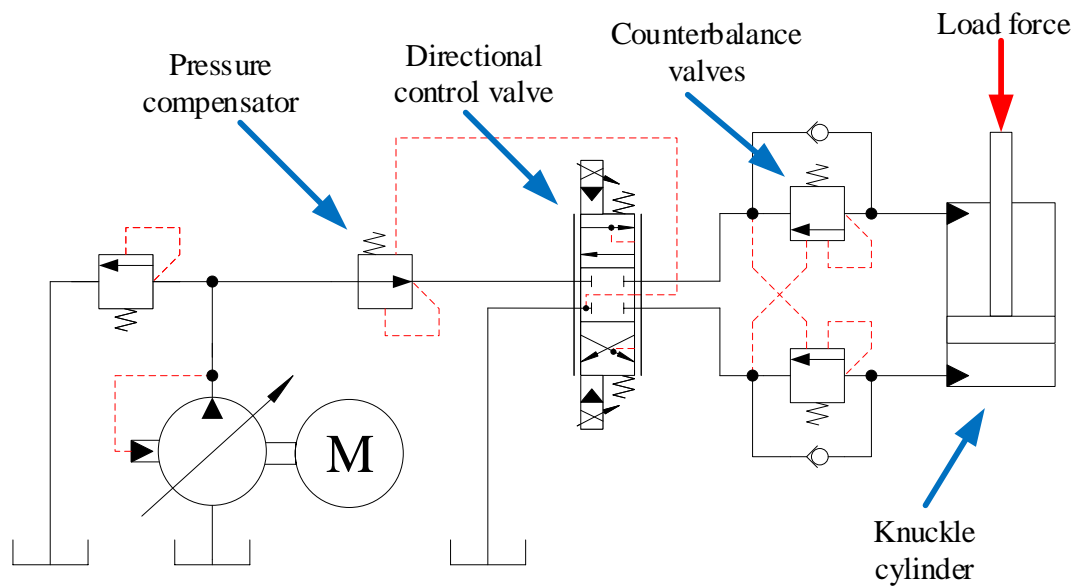 Load force
Counterbalance
valves
Directional
control valve
Pressure
compensator
M
Knuckle
cylinder